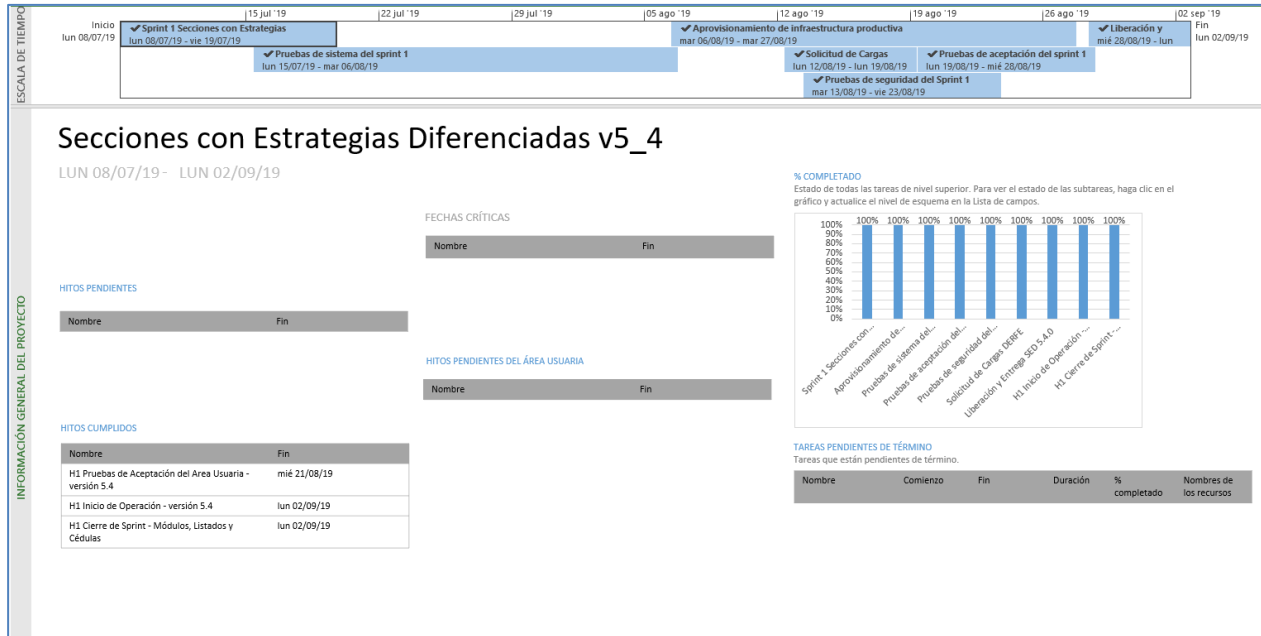 ESCALA DE TIEMPO
15 jul '19
22 jul '19
29 jul '19
05 ago '19
12 ago '19
19 ago '19
26 ago '19
02 sep '19
Inicio
lun 08/07/19
Fin
lun 02/09/19
✔Sprint 1 Secciones con Estrategias
lun 08/07/19 - vie 19/07/19
✔Aprovisionamiento de infraestructura productiva
mar 06/08/19 - mar 27/08/19
✔Liberación y
mié 28/08/19 - lun
✔Pruebas de sistema del sprint 1
lun 15/07/19 - mar 06/08/19
✔Solicitud de Cargas
lun 12/08/19 - lun 19/08/19
✔Pruebas de aceptación del sprint 1
lun 19/08/19 - mié 28/08/19
✔Pruebas de seguridad del Sprint 1
mar 13/08/19 - vie 23/08/19
INFORMACIÓN GENERAL DEL PROYECTO
Secciones con Estrategias Diferenciadas v5_4
LUN 08/07/19 - LUN 02/09/19
FECHAS CRÍTICAS
Nombre Fin
HITOS PENDIENTES
Nombre Fin
HITOS PENDIENTES DEL ÁREA USUARIA
Nombre Fin
HITOS CUMPLIDOS
Nombre Fin
H1 Pruebas de Aceptación del Area Usuaria - mié 21/08/19
versión 5.4
H1 Inicio de Operación - versión 5.4 lun 02/09/19
H1 Cierre de Sprint - Módulos, Listados y lun 02/09/19
Cédulas
% COMPLETADO
Estado de todas las tareas de nivel superior. Para ver el estado de las subtareas, haga clic en el
gráfico y actualice el nivel de esquema en la Lista de campos.
100% 100% 100% 100% 100% 100% 100% 100% 100%
100%
90%
80%
70%
60%
50%
40%
30%
20%
10%
0%
Sprint 1 Secciones con...
Aprovisionamiento de...
Pruebas de sistema del...
Pruebas de aceptación del...
Pruebas de seguridad del...
Solicitud de Cargas DERFE
Liberación y Entrega SED 5.4.0
H1 Inicio de Operación -...
H1 Cierre de Sprint -...
TAREAS PENDIENTES DE TÉRMINO
Tareas que están pendientes de término.
Nombre Comienzo Fin Duración % Nombres de
completado los recursos